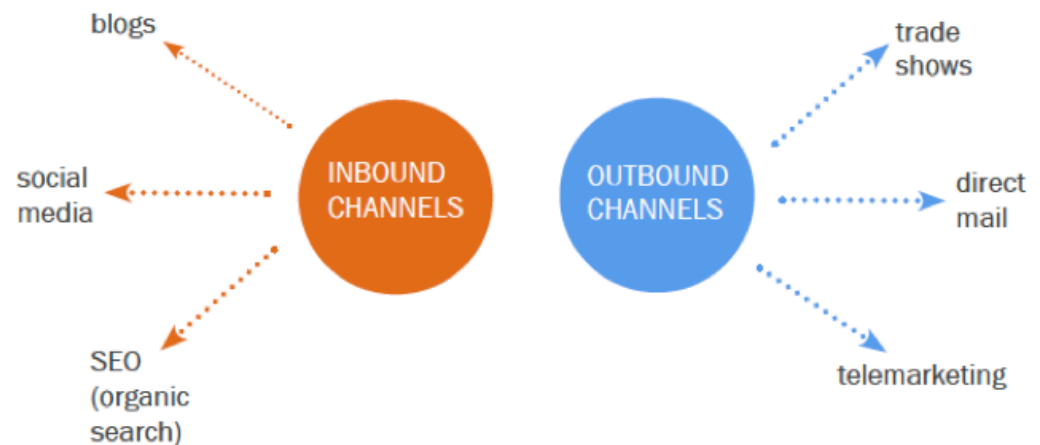 blogs
social
media
SEO
(organic
search)
INBOUND
CHANNELS
OUTBOUND
CHANNELS
trade
shows
direct
mail
telemarketing